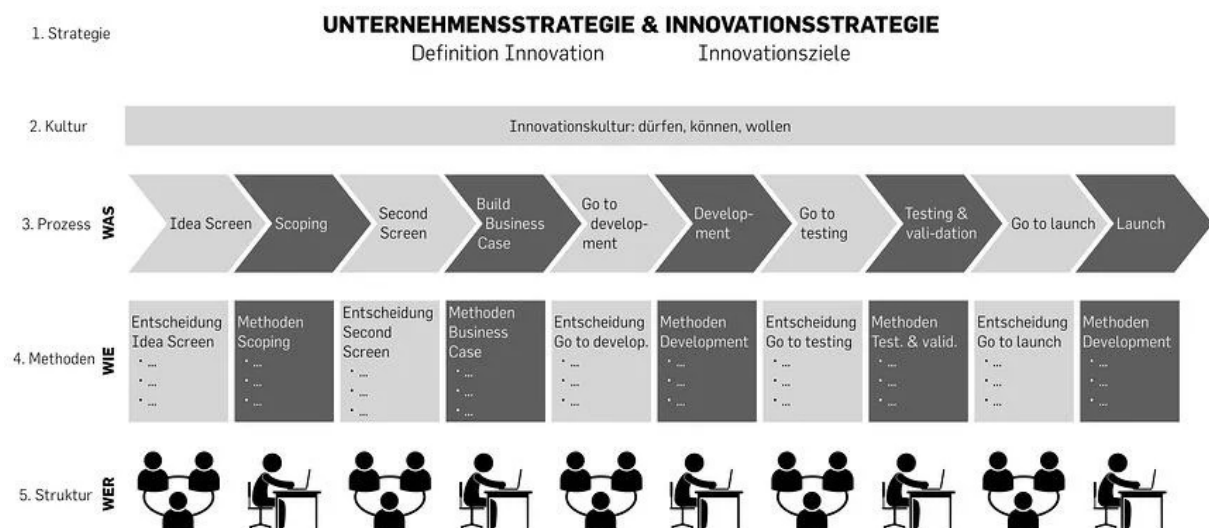 1. Strategie
UNTERNEHMENSSTRATEGIE & INNOVATIONSSTRATEGIE
Definition Innovation
Innovationsziele
2. Kultur
Innovationskultur: dürfen, können, wollen
3. Prozess
WAS
Idea Screen
Scoping
Second
Screen
Build
Business
Case
Go to
develop-
ment
Develop-
ment
Go to
testing
Testing &
vali-dation
Go to launch
Launch
4. Methoden
WIE
Entscheidung
Idea Screen
• ...
• ...
• ...
Methoden
Scoping
• ...
• ...
• ...
Entscheidung
Second
Screen
• ...
• ...
• ...
Methoden
Business
Case
• ...
• ...
• ...
Entscheidung
Go to develop.
• ...
• ...
• ...
Methoden
Development
• ...
• ...
• ...
Entscheidung
Go to testing
• ...
• ...
• ...
Methoden
Test. & valid.
• ...
• ...
• ...
Entscheidung
Go to launch
• ...
• ...
• ...
Methoden
Development
• ...
• ...
• ...
5. Struktur
WER